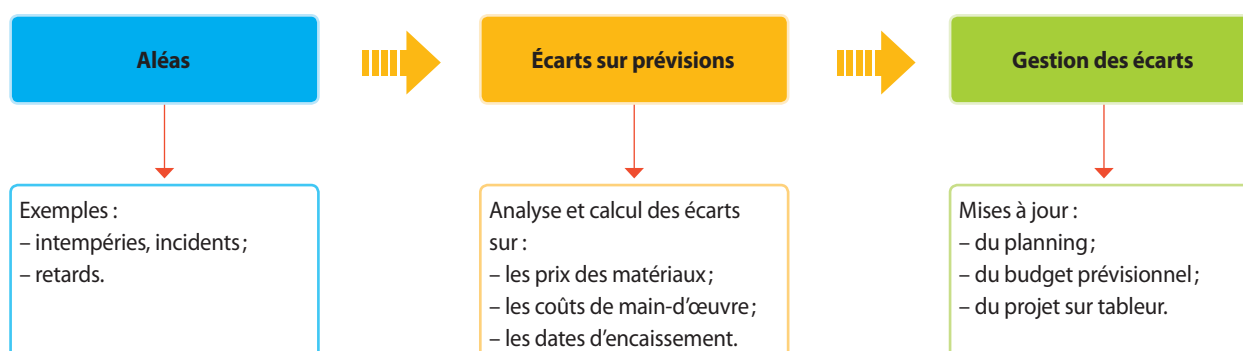 Aléas
Écarts sur prévisions
Gestion des écarts
Exemples :
– intempéries, incidents ;
– retards.
Analyse et calcul des écarts
sur :
– les prix des matériaux ;
– les coûts de main-d’œuvre ;
– les dates d’encaissement.
Mises à jour :
– du planning ;
– du budget prévisionnel ;
– du projet sur tableur.